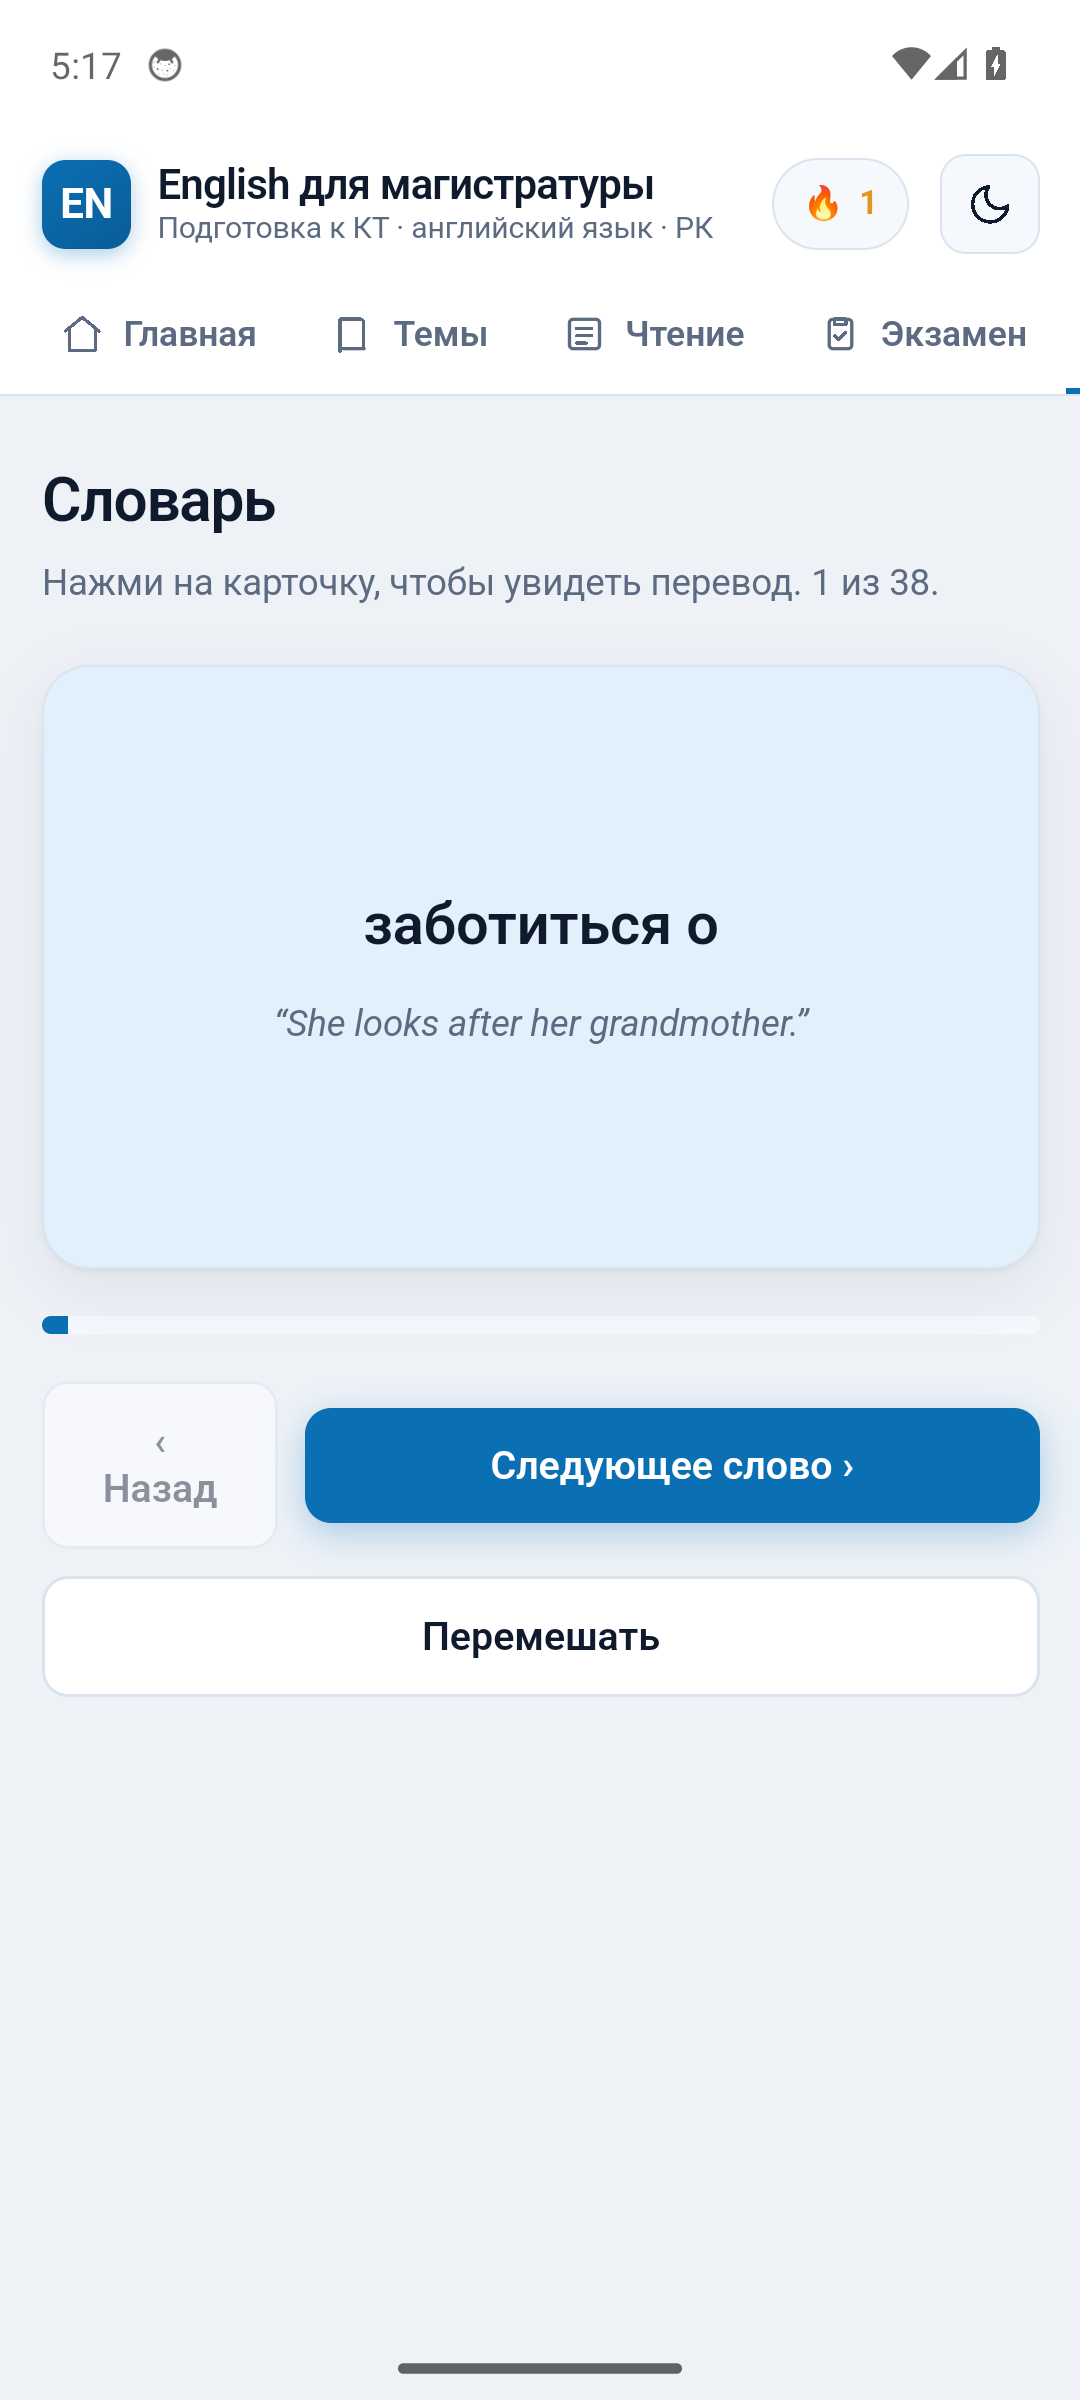 5:17
EN
English для магистратуры
Подготовка к КТ · английский язык · РК
🔥 1
Главная
Темы
Чтение
Экзамен
Словарь
Нажми на карточку, чтобы увидеть перевод. 1 из 38.
заботиться о
“She looks after her grandmother.”
‹
Назад
Следующее слово ›
Перемешать